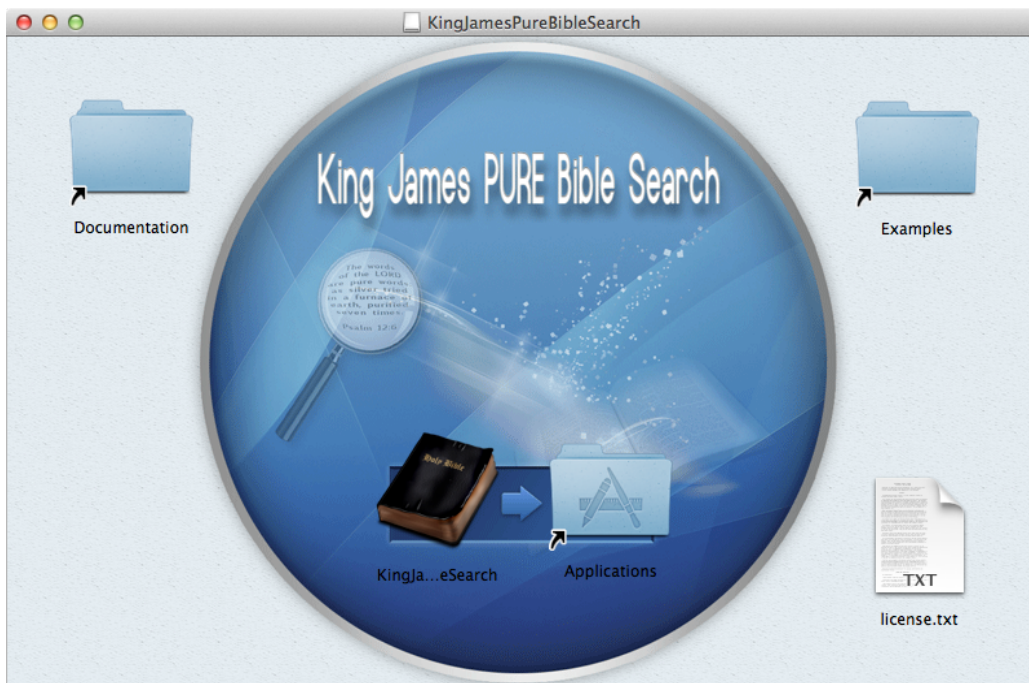 KingJamesPureBibleSearch
King James PURE Bible Search
Documentation
Examples
The words
of the LORD
are pure words
as silver tried
in a furnace of
earth, purified
seven times.
Psalm 12:6
Holy Bible
KingJa...eSearch
Applications
TXT
license.txt